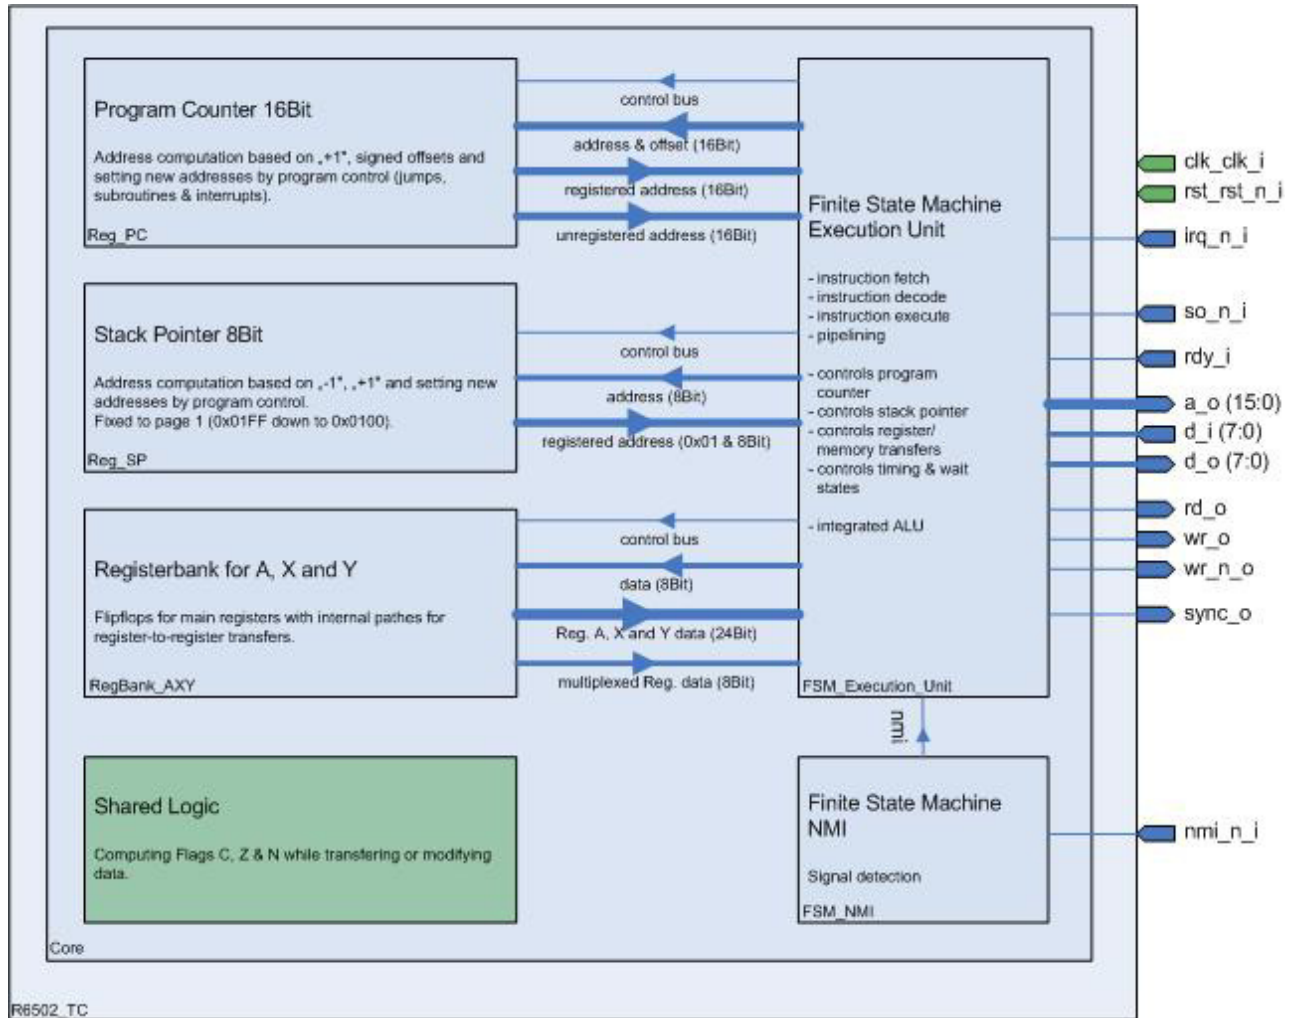 Program Counter 16Bit
Address computation based on „+1“, signed offsets and
setting new addresses by program control (jumps,
subroutines & interrupts).
Reg_PC
control bus
address & offset (16Bit)
registered address (16Bit)
unregistered address (16Bit)
Stack Pointer 8Bit
Address computation based on „-1“, „+1“ and setting new
addresses by program control.
Fixed to page 1 (0x01FF down to 0x0100).
Reg_SP
control bus
address (8Bit)
registered address (0x01 & 8Bit)
Registerbank for A, X and Y
Flipflops for main registers with internal pathes for
register-to-register transfers.
RegBank_AXY
control bus
data (8Bit)
Reg. A, X and Y data (24Bit)
multiplexed Reg. data (8Bit)
Finite State Machine
Execution Unit
- instruction fetch
- instruction decode
- instruction execute
- pipelining
- controls program
counter
- controls stack pointer
- controls register/
memory transfers
- controls timing & wait
states
- integrated ALU
FSM_Execution_Unit
nmi
Shared Logic
Computing Flags C, Z & N while transfering or modifying
data.
Finite State Machine
NMI
Signal detection
FSM_NMI
Core
R6502_TC
clk_clk_i
rst_rst_n_i
irq_n_i
so_n_i
rdy_i
a_o (15:0)
d_i (7:0)
d_o (7:0)
rd_o
wr_o
wr_n_o
sync_o
nmi_n_i